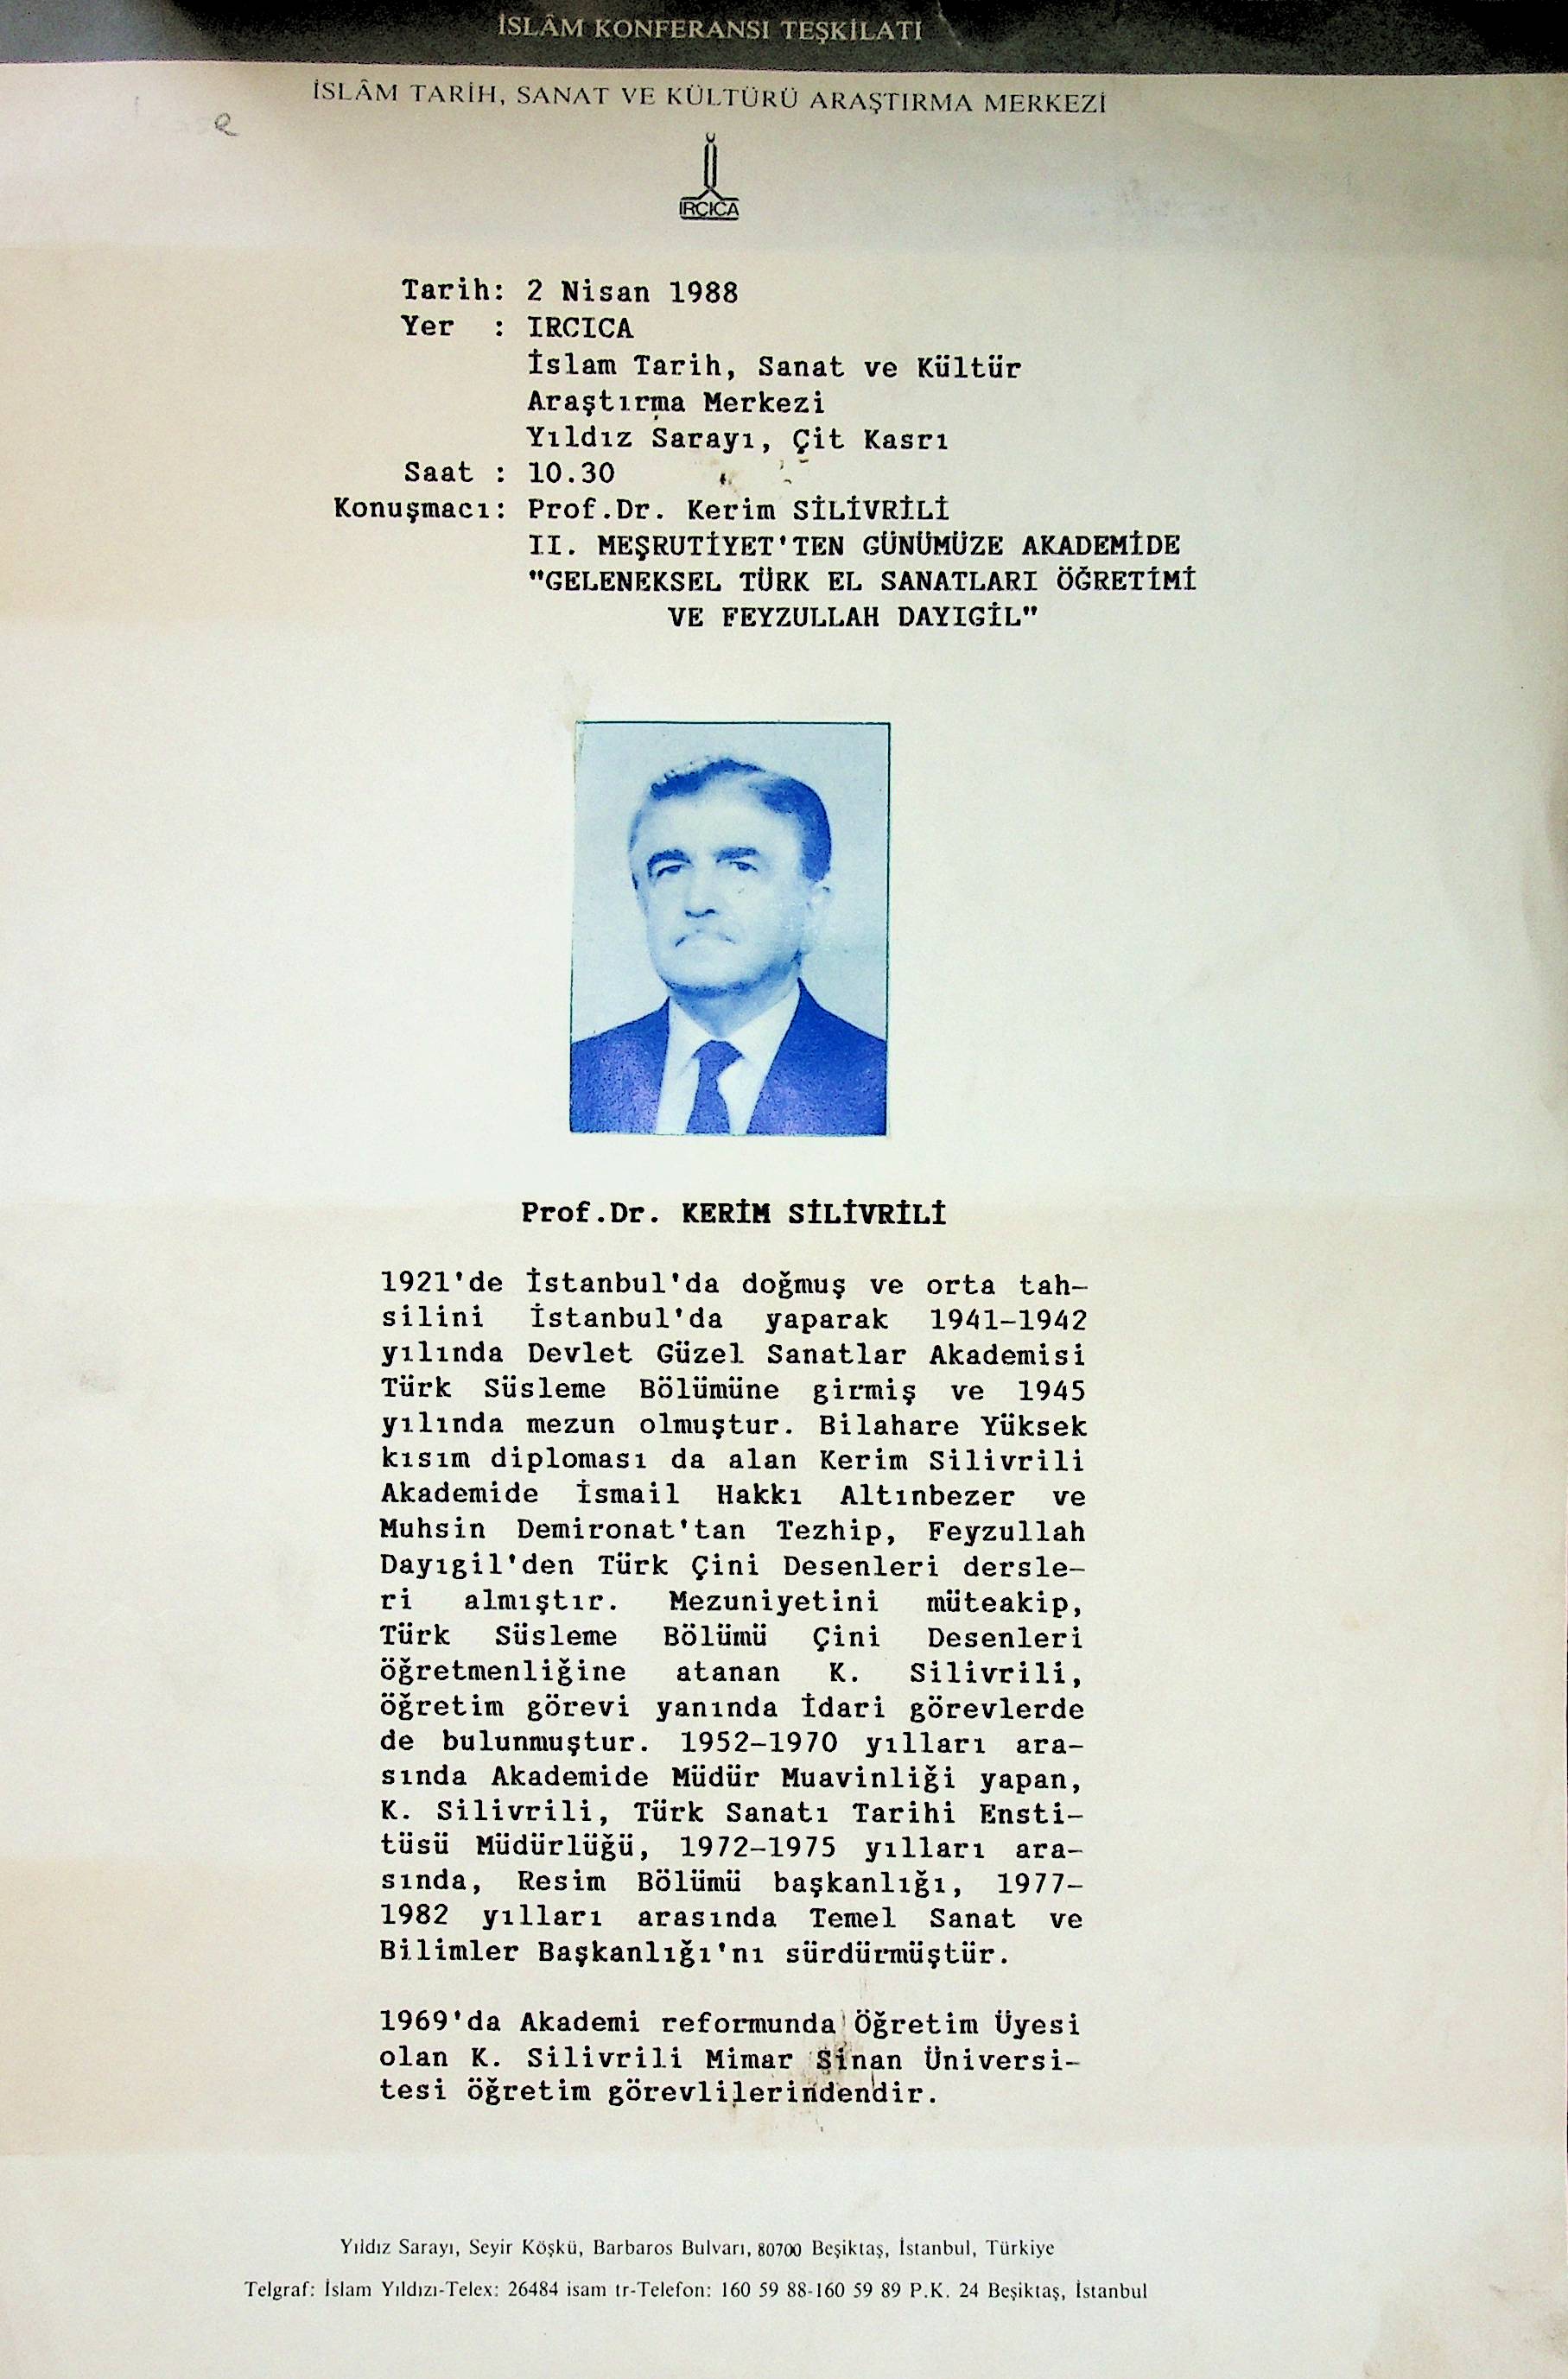 İSLÂM KONFERANSI TEŞKİLATI
İSLÂM TARİH, SANAT VE KÜLTÜRÜ ARAŞTIRMA MERKEZİ
e
IRCICA
Tarih: 2 Nisan 1988
Yer : IRCICA
İslam Tarih, Sanat ve Kültür
Araştırma Merkezi
Yıldız Sarayı, Çit Kasrı
Saat : 10.30
Konuşmacı: Prof.Dr. Kerim SİLİVRİLİ
II. MEŞRUTİYET'TEN GÜNÜMÜZE AKADEMİDE
"GELENEKSEL TÜRK EL SANATLARI ÖĞRETİMİ
VE FEYZULLAH DAYIGİL"
Prof.Dr. KERİM SİLİVRİLİ
1921'de İstanbul'da doğmuş ve orta tah-
silini İstanbul'da yaparak 1941-1942
yılında Devlet Güzel Sanatlar Akademisi
Türk Süsleme Bölümüne girmiş ve 1945
yılında mezun olmuştur. Bilahare Yüksek
kısım diploması da alan Kerim Silivrili
Akademide İsmail Hakkı Altınbezer ve
Muhsin Demironat'tan Tezhip, Feyzullah
Dayıgil'den Türk Çini Desenleri dersle-
ri almıştır. Mezuniyetini müteakip,
Türk Süsleme Bölümü Çini Desenleri
öğretmenliğine atanan K. Silivrili,
öğretim görevi yanında İdari görevlerde
de bulunmuştur. 1952-1970 yılları ara-
sında Akademide Müdür Muavinliği yapan,
K. Silivrili, Türk Sanatı Tarihi Ensti-
tüsü Müdürlüğü, 1972-1975 yılları ara-
sında, Resim Bölümü başkanlığı, 1977-
1982 yılları arasında Temel Sanat ve
Bilimler Başkanlığı'nı sürdürmüştür.
1969'da Akademi reformunda Öğretim Üyesi
olan K. Silivrili Mimar Sinan Üniversi-
tesi öğretim görevlilerindendir.
Yıldız Sarayı, Seyir Köşkü, Barbaros Bulvarı, 80700 Beşiktaş, İstanbul, Türkiye
Telgraf: İslam Yıldızı-Telex: 26484 isam tr-Telefon: 160 59 88-160 59 89 P.K. 24 Beşiktaş, İstanbul